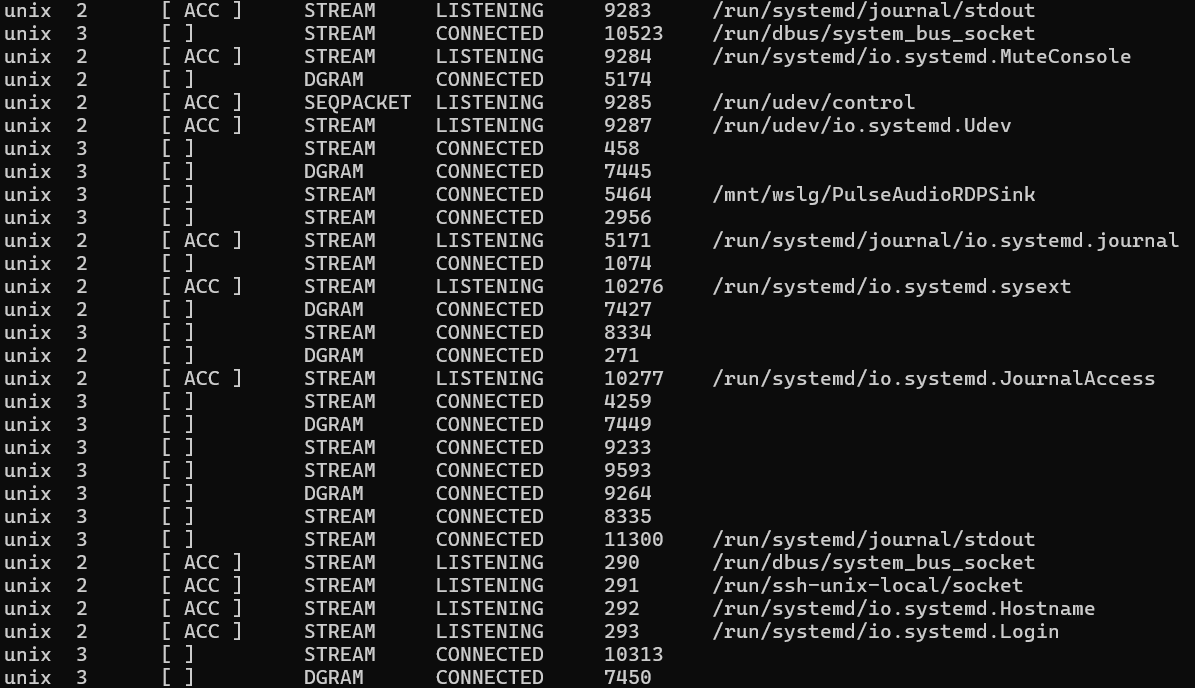 unix  2      [ ACC ]     STREAM     LISTENING     9283     /run/systemd/journal/stdout
unix  3      [ ]         STREAM     CONNECTED     10523    /run/dbus/system_bus_socket
unix  2      [ ACC ]     STREAM     LISTENING     9284     /run/systemd/io.systemd.MuteConsole
unix  2      [ ]         DGRAM      CONNECTED     5174
unix  2      [ ACC ]     SEQPACKET  LISTENING     9285     /run/udev/control
unix  2      [ ACC ]     STREAM     LISTENING     9287     /run/udev/io.systemd.Udev
unix  3      [ ]         STREAM     CONNECTED     458
unix  3      [ ]         DGRAM      CONNECTED     7445
unix  3      [ ]         STREAM     CONNECTED     5464     /mnt/wslg/PulseAudioRDPSink
unix  3      [ ]         STREAM     CONNECTED     2956
unix  2      [ ACC ]     STREAM     LISTENING     5171     /run/systemd/journal/io.systemd.journal
unix  2      [ ]         STREAM     CONNECTED     1074
unix  2      [ ACC ]     STREAM     LISTENING     10276    /run/systemd/io.systemd.sysext
unix  2      [ ]         DGRAM      CONNECTED     7427
unix  3      [ ]         STREAM     CONNECTED     8334
unix  2      [ ]         DGRAM      CONNECTED     271
unix  2      [ ACC ]     STREAM     LISTENING     10277    /run/systemd/io.systemd.JournalAccess
unix  3      [ ]         STREAM     CONNECTED     4259
unix  3      [ ]         DGRAM      CONNECTED     7449
unix  3      [ ]         STREAM     CONNECTED     9233
unix  3      [ ]         STREAM     CONNECTED     9593
unix  3      [ ]         DGRAM      CONNECTED     9264
unix  3      [ ]         STREAM     CONNECTED     8335
unix  3      [ ]         STREAM     CONNECTED     11300    /run/systemd/journal/stdout
unix  2      [ ACC ]     STREAM     LISTENING     290      /run/dbus/system_bus_socket
unix  2      [ ACC ]     STREAM     LISTENING     291      /run/ssh-unix-local/socket
unix  2      [ ACC ]     STREAM     LISTENING     292      /run/systemd/io.systemd.Hostname
unix  2      [ ACC ]     STREAM     LISTENING     293      /run/systemd/io.systemd.Login
unix  3      [ ]         STREAM     CONNECTED     10313
unix  3      [ ]         DGRAM      CONNECTED     7450